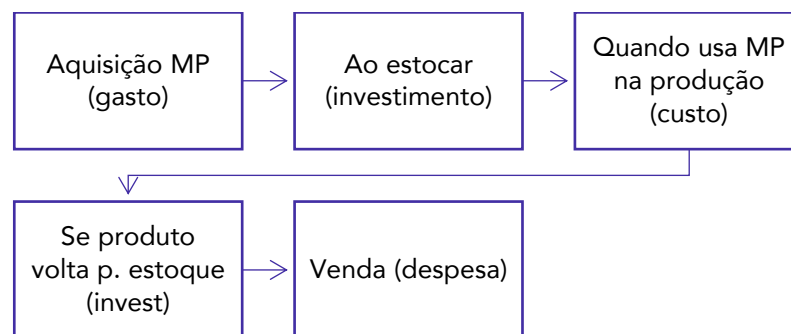 Aquisição MP
(gasto)
Ao estocar
(investimento)
Quando usa MP
na produção
(custo)
Se produto
volta p. estoque
(invest)
Venda (despesa)